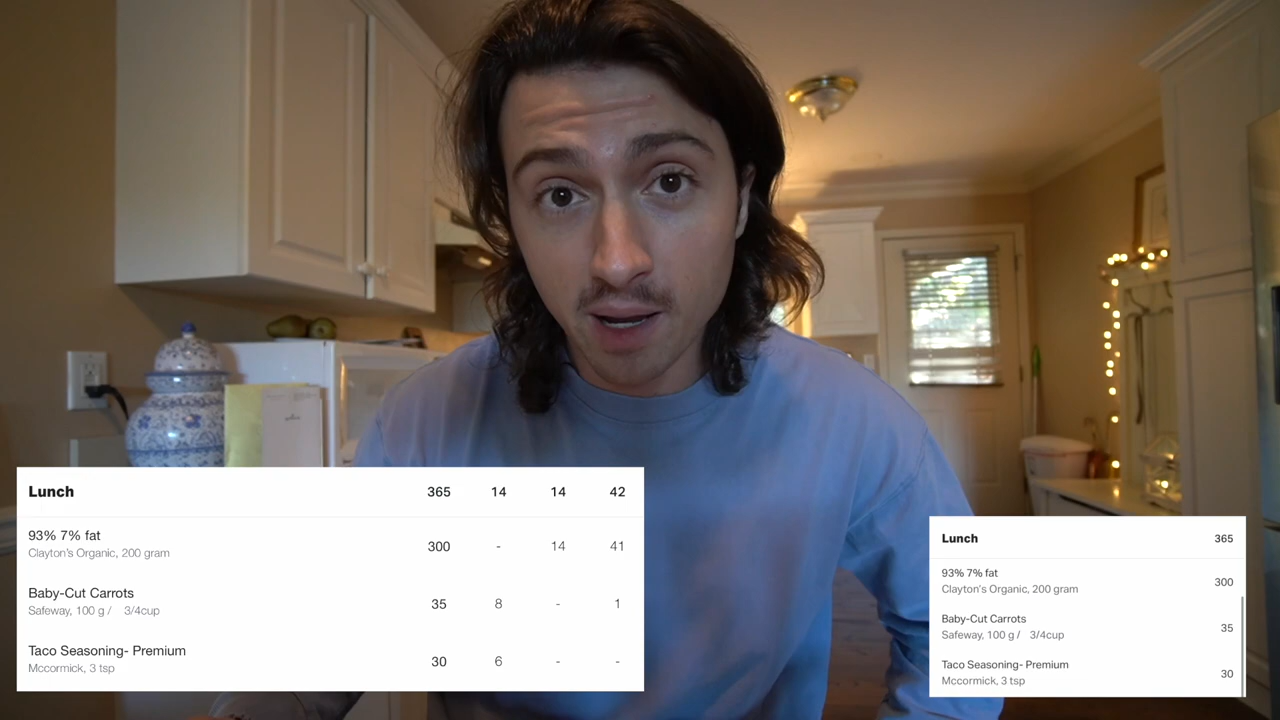 Lunch 365 14 14 42
93% 7% fat
Clayton's Organic, 200 gram
300 - 14 41
Baby-Cut Carrots
Safeway, 100 g / 3/4cup
35 8 - 1
Taco Seasoning- Premium
Mccormick, 3 tsp
30 6 - -
Lunch 365
93% 7% fat
Clayton's Organic, 200 gram
300
Baby-Cut Carrots
Safeway, 100 g / 3/4cup
35
Taco Seasoning- Premium
Mccormick, 3 tsp
30